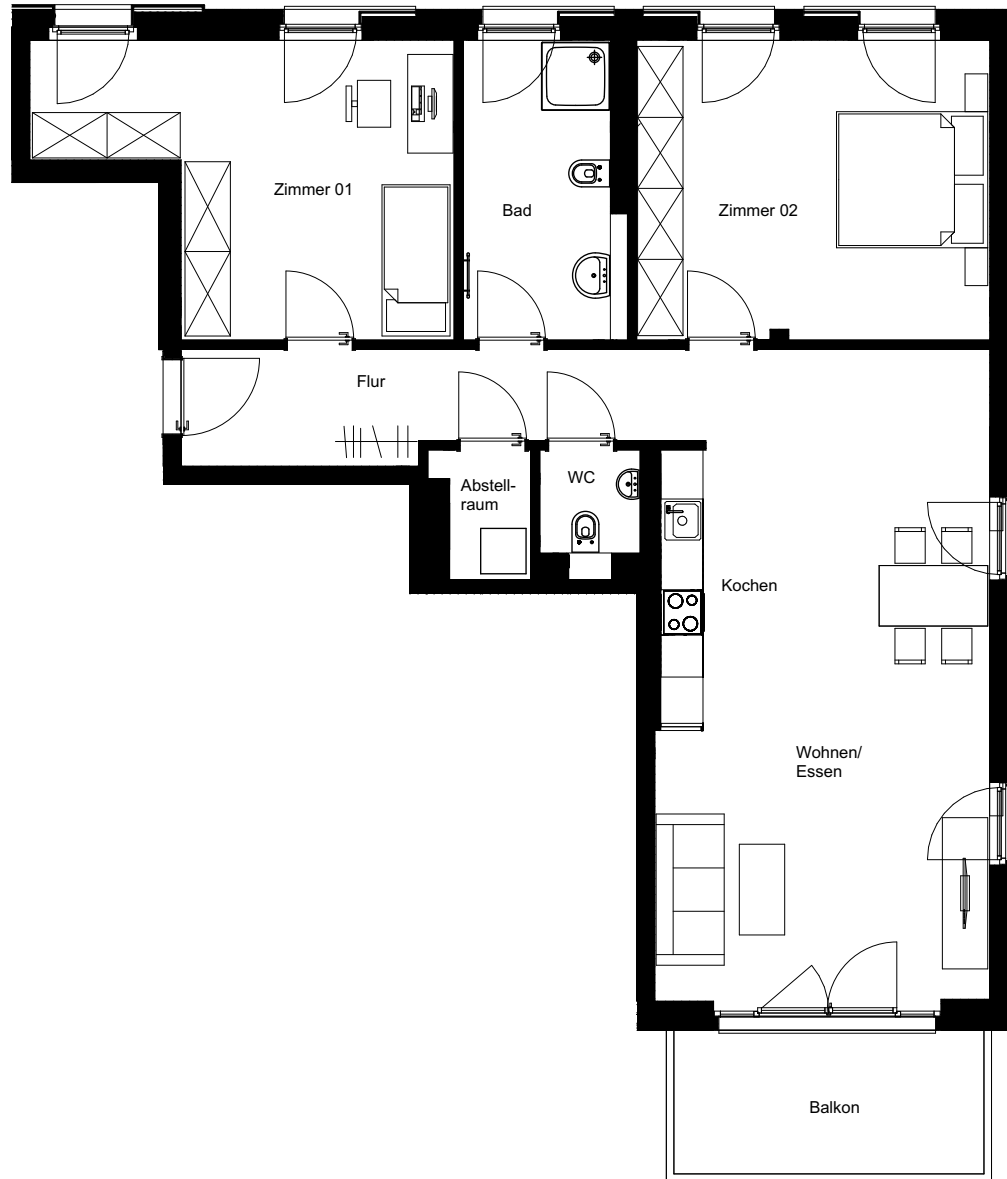 Zimmer 01
Bad
Zimmer 02
Flur
Abstell-
raum
WC
Kochen
Wohnen/
Essen
Balkon